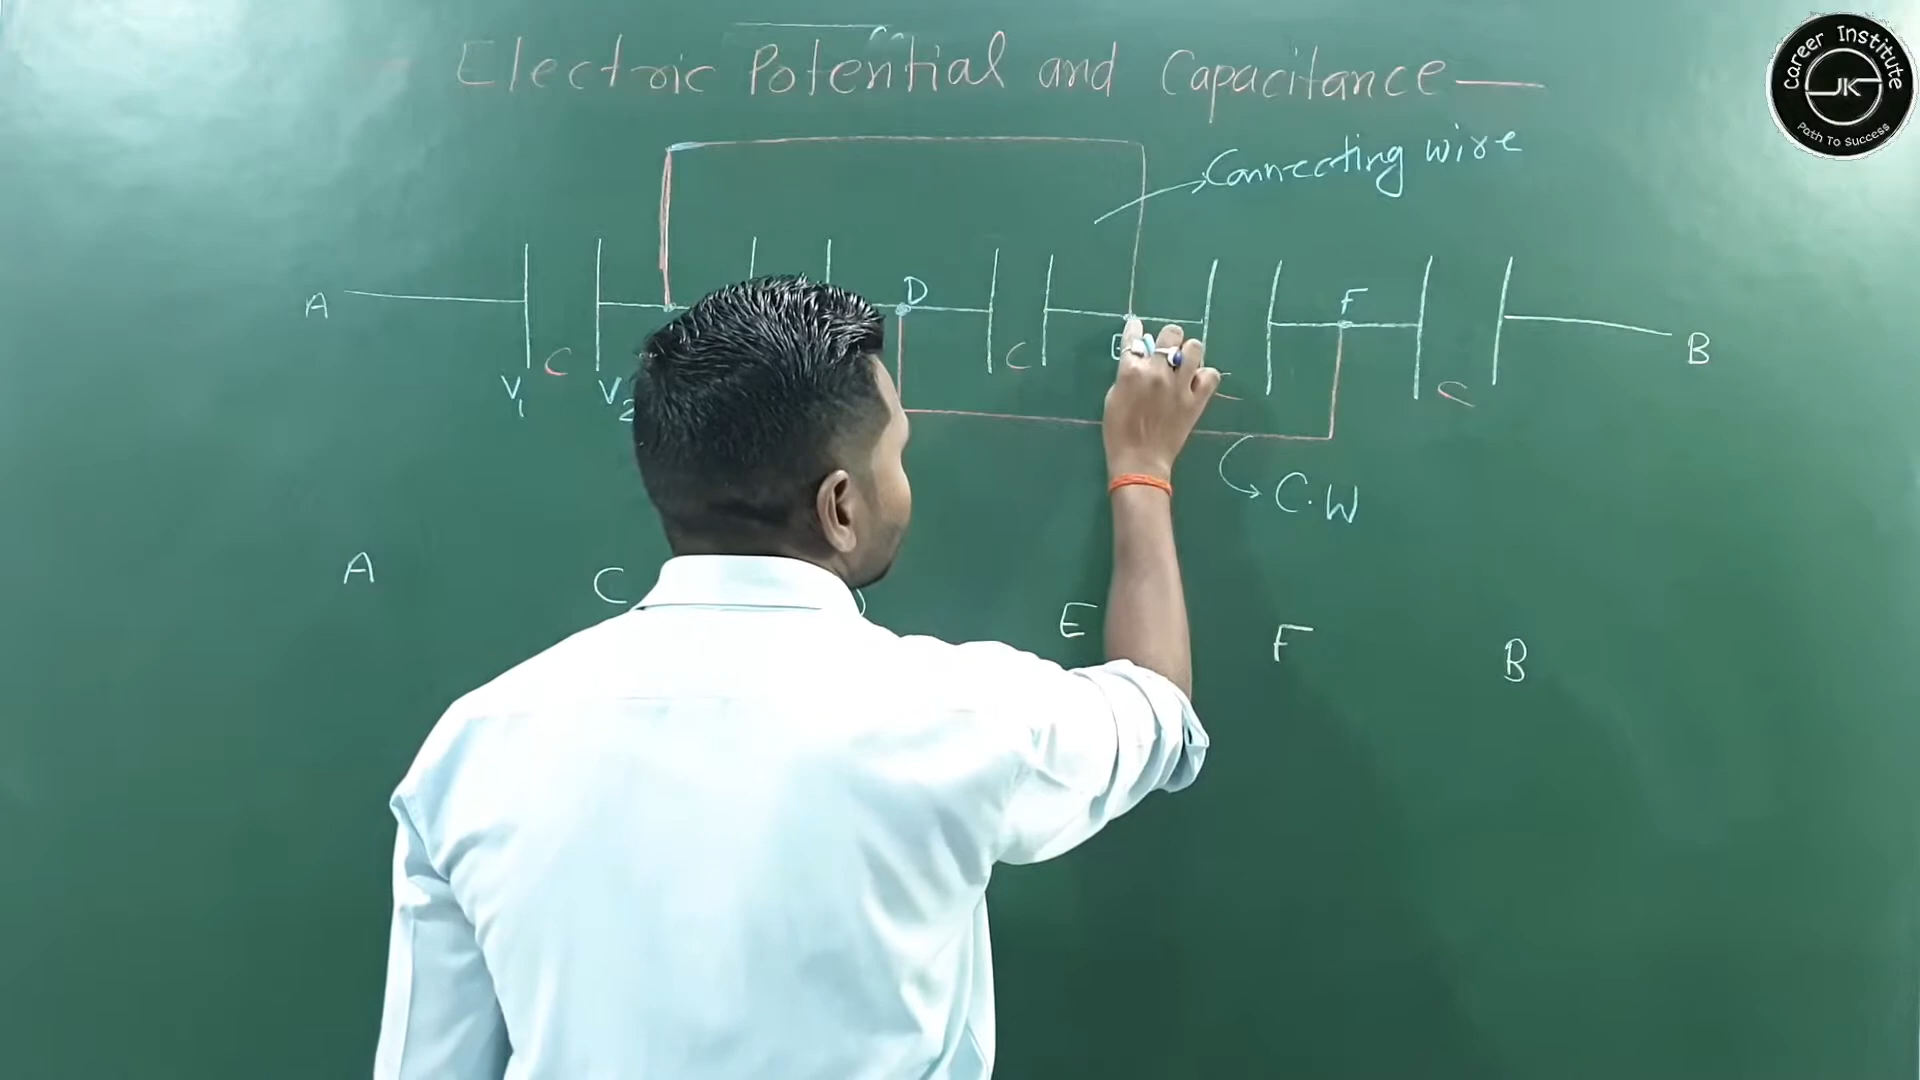 Electric Potential and Capacitance
Career Institute
JK
Path To Success
Connecting wire
A
D
F
B
C
C
C
V1
V2
C.W
A
C
E
F
B